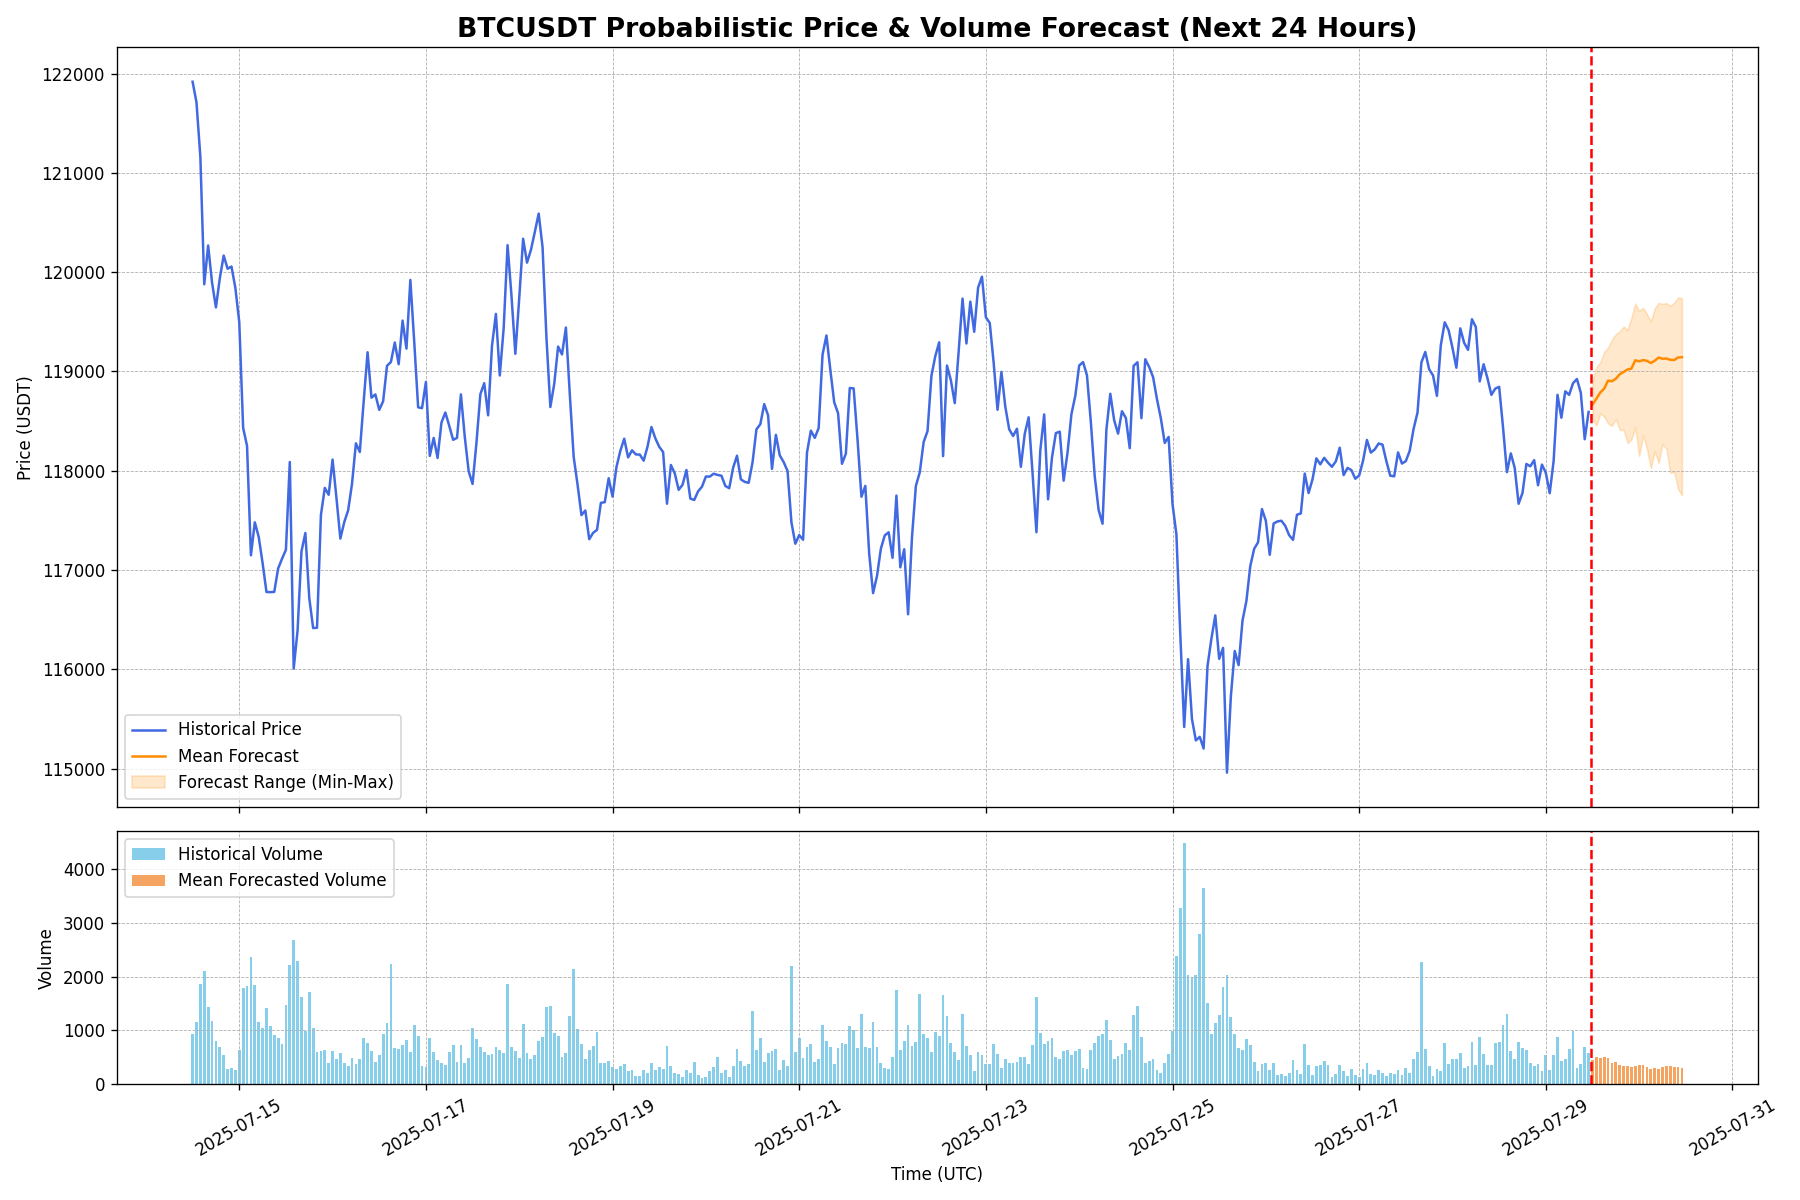 BTCUSDT Probabilistic Price & Volume Forecast (Next 24 Hours)
122000
121000
120000
119000
118000
117000
116000
115000
Price (USDT)
Historical Price
Mean Forecast
Forecast Range (Min-Max)
4000
3000
2000
1000
0
Volume
Historical Volume
Mean Forecasted Volume
2025-07-15
2025-07-17
2025-07-19
2025-07-21
2025-07-23
2025-07-25
2025-07-27
2025-07-29
2025-07-31
Time (UTC)